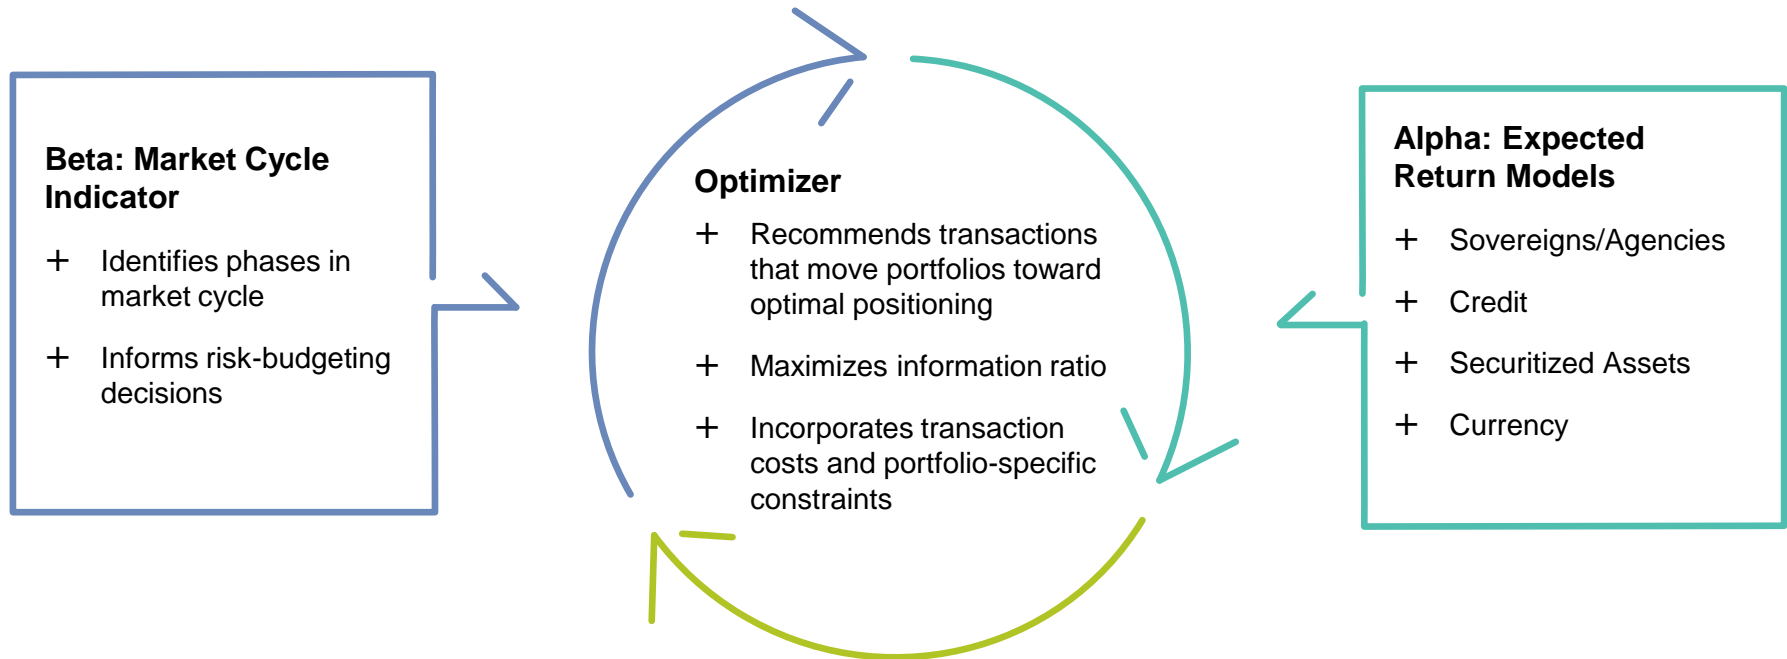 Beta: Market Cycle
Indicator
+ Identifies phases in
market cycle
+ Informs risk-budgeting
decisions
Optimizer
+ Recommends transactions
that move portfolios toward
optimal positioning
+ Maximizes information ratio
+ Incorporates transaction
costs and portfolio-specific
constraints
Alpha: Expected
Return Models
+ Sovereigns/Agencies
+ Credit
+ Securitized Assets
+ Currency